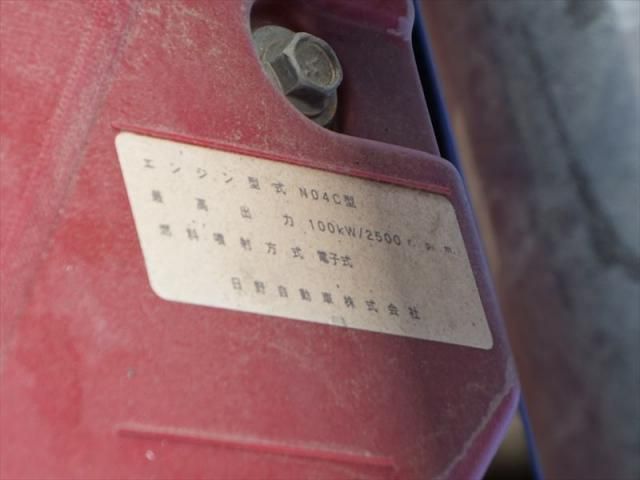 エンジン型式 N04C型
最高出力 100kW/2500r.p.m.
燃料噴射方式 電子式
日野自動車株式会社